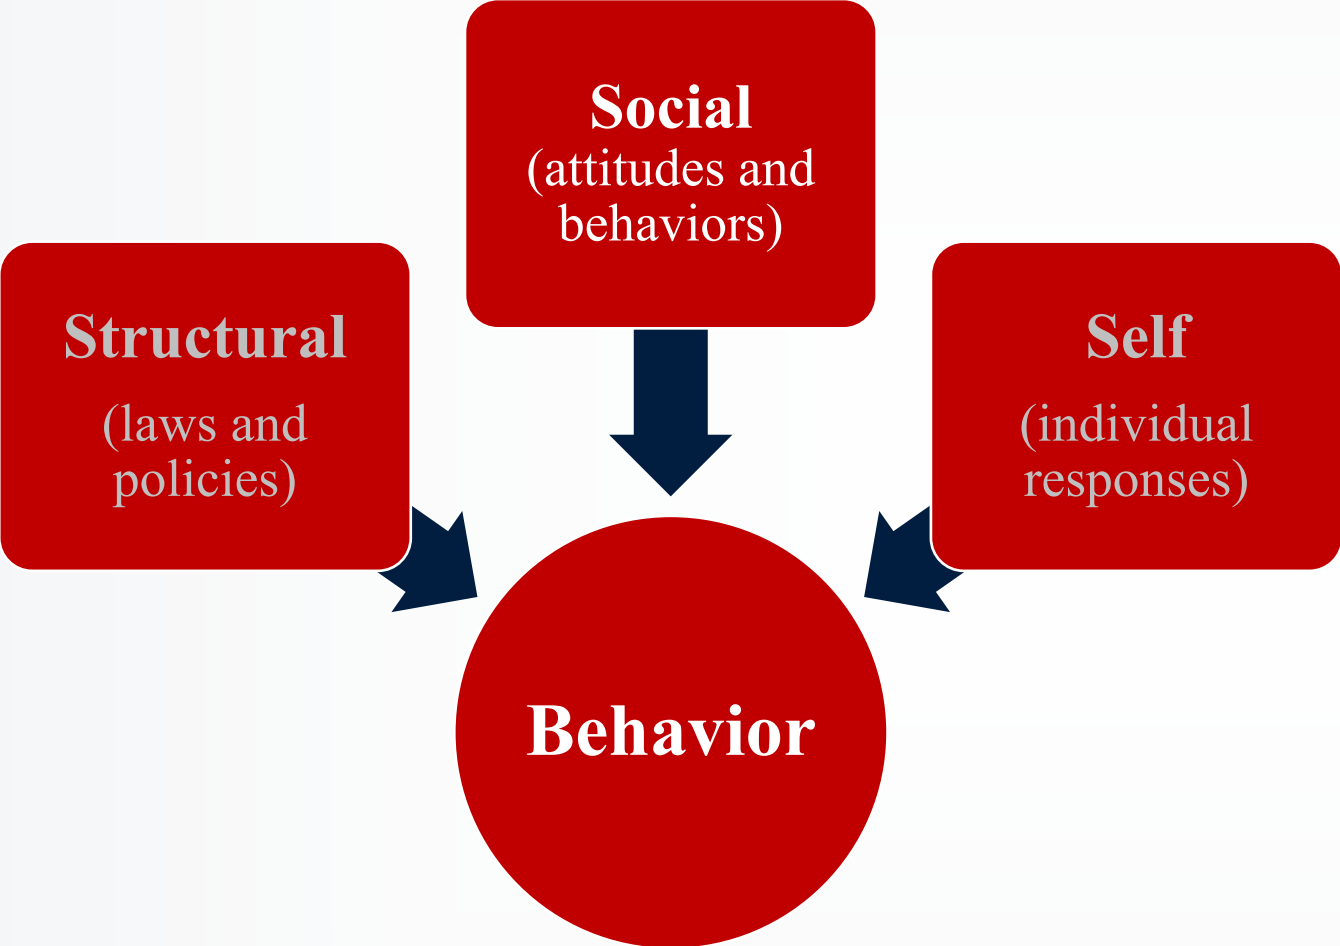 Social
(attitudes and
behaviors)
Structural
(laws and
policies)
Self
(individual
responses)
Behavior